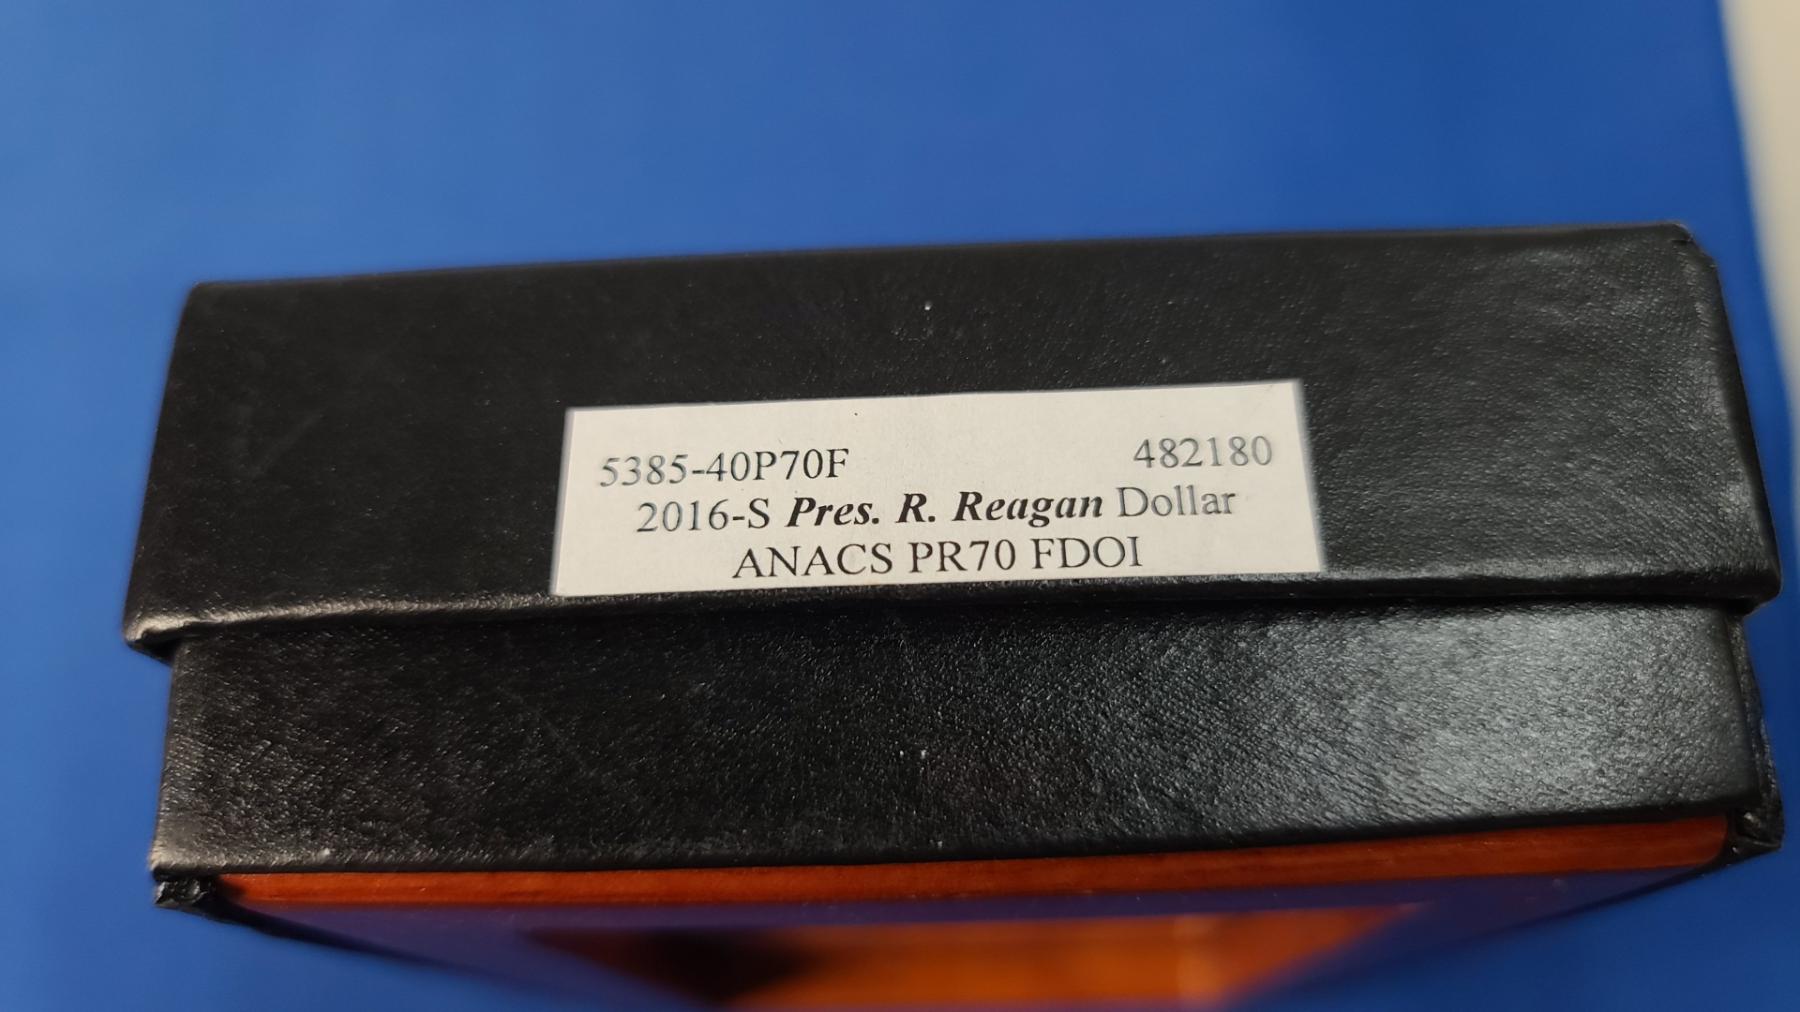 5385-40P70F 482180
2016-S Pres. R. Reagan Dollar
ANACS PR70 FDOI